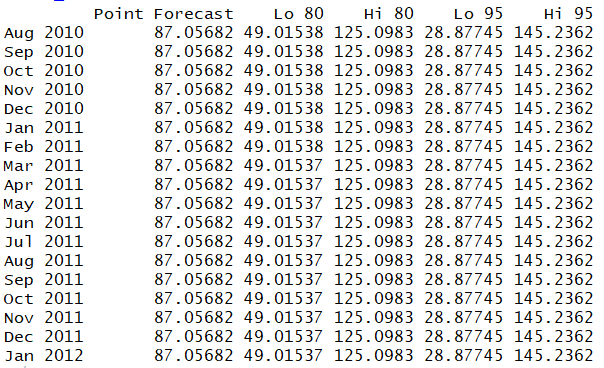 Point Forecast Lo 80 Hi 80 Lo 95 Hi 95
Aug 2010 87.05682 49.01538 125.0983 28.87745 145.2362
Sep 2010 87.05682 49.01538 125.0983 28.87745 145.2362
Oct 2010 87.05682 49.01538 125.0983 28.87745 145.2362
Nov 2010 87.05682 49.01538 125.0983 28.87745 145.2362
Dec 2010 87.05682 49.01538 125.0983 28.87745 145.2362
Jan 2011 87.05682 49.01538 125.0983 28.87745 145.2362
Feb 2011 87.05682 49.01538 125.0983 28.87745 145.2362
Mar 2011 87.05682 49.01537 125.0983 28.87745 145.2362
Apr 2011 87.05682 49.01537 125.0983 28.87745 145.2362
May 2011 87.05682 49.01537 125.0983 28.87745 145.2362
Jun 2011 87.05682 49.01537 125.0983 28.87745 145.2362
Jul 2011 87.05682 49.01537 125.0983 28.87745 145.2362
Aug 2011 87.05682 49.01537 125.0983 28.87745 145.2362
Sep 2011 87.05682 49.01537 125.0983 28.87745 145.2362
Oct 2011 87.05682 49.01537 125.0983 28.87745 145.2362
Nov 2011 87.05682 49.01537 125.0983 28.87745 145.2362
Dec 2011 87.05682 49.01537 125.0983 28.87745 145.2362
Jan 2012 87.05682 49.01537 125.0983 28.87745 145.2362